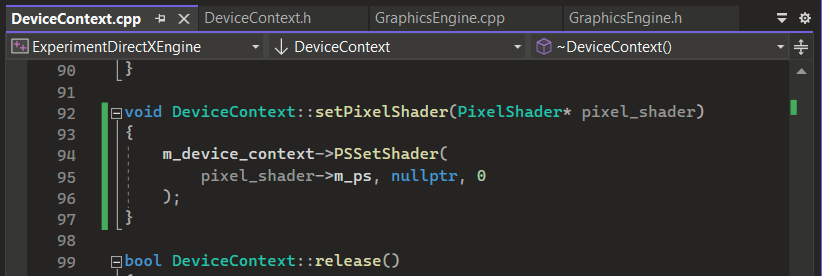 DeviceContext.cpp DeviceContext.h GraphicsEngine.cpp GraphicsEngine.h
ExperimentDirectXEngine DeviceContext ~DeviceContext()
90 }
91
92 void DeviceContext::setPixelShader(PixelShader* pixel_shader)
93 {
94 m_device_context->PSSetShader(
95 pixel_shader->m_ps, nullptr, 0
96 );
97 }
98
99 bool DeviceContext::release()